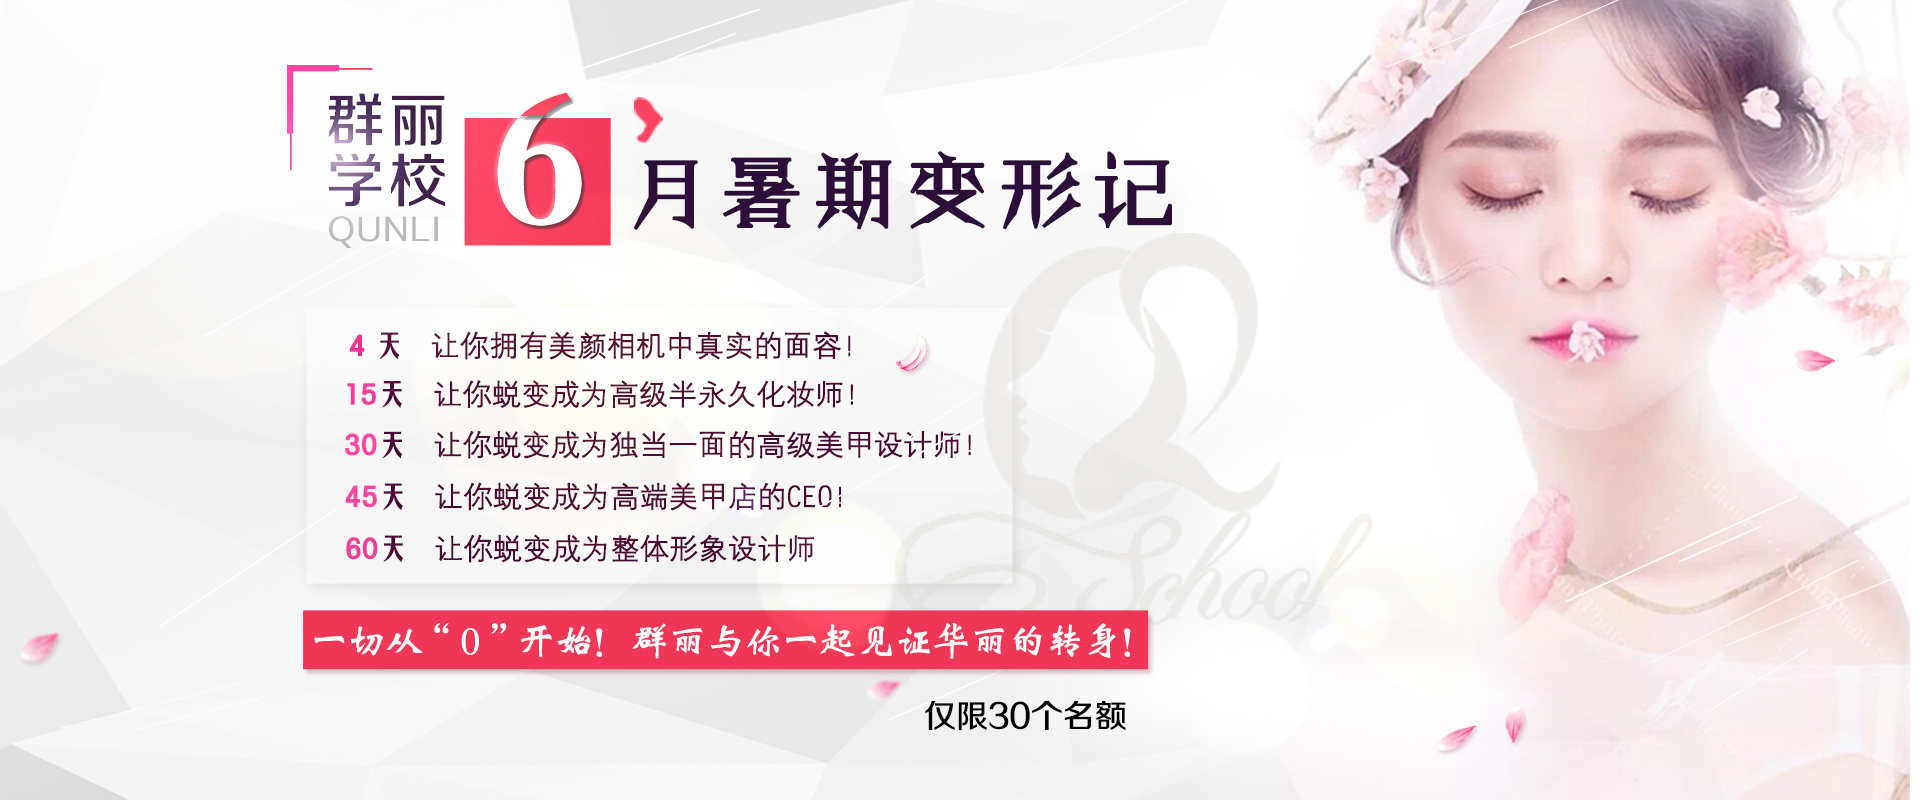 群丽
学校
QUNLI
6月暑期变形记
4 天 让你拥有美颜相机中真实的面容!
15天 让你蜕变成为高级半永久化妆师!
30天 让你蜕变成为独当一面的高级美甲设计师!
45天 让你蜕变成为高端美甲店的CEO!
60天 让你蜕变成为整体形象设计师
School
一切从“0”开始! 群丽与你一起见证华丽的转身!
仅限30个名额